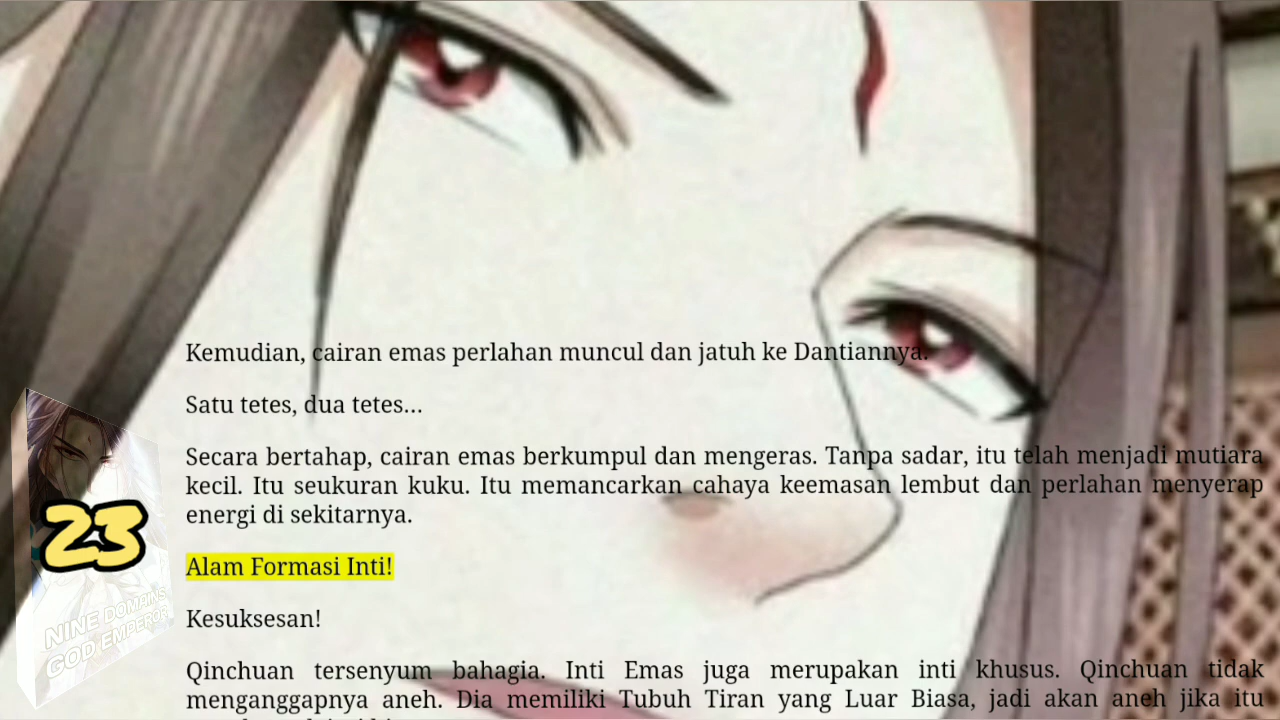 Kemudian, cairan emas perlahan muncul dan jatuh ke Dantiannya.
Satu tetes, dua tetes...
Secara bertahap, cairan emas berkumpul dan mengeras. Tanpa sadar, itu telah menjadi mutiara
kecil. Itu seukuran kuku. Itu memancarkan cahaya keemasan lembut dan perlahan menyerap
energi di sekitarnya.
Alam Formasi Inti!
Kesuksesan!
Qinchuan tersenyum bahagia. Inti Emas juga merupakan inti khusus. Qinchuan tidak
menganggapnya aneh. Dia memiliki Tubuh Tiran yang Luar Biasa, jadi akan aneh jika itu
23
NINE DOMAINS
GOD EMPEROR